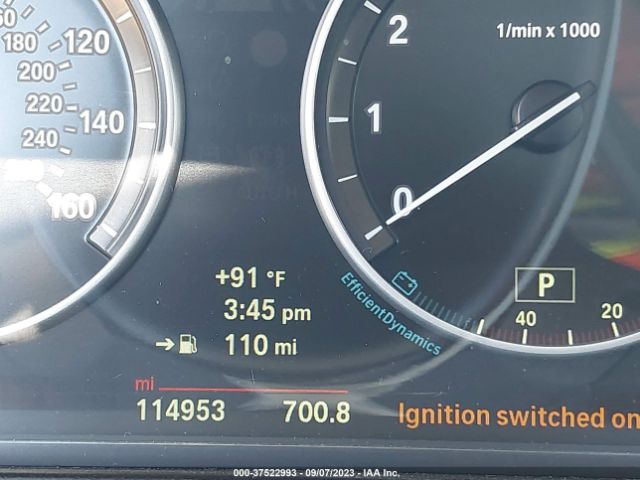 180
120
200
220
140
240
160
2
1/min x 1000
1
0
+91 °F
3:45 pm
→ 110 mi
EfficientDynamics
P
40
20
mi
114953 700.8
Ignition switched on
000-37522993 - 09/07/2023 - IAA Inc.